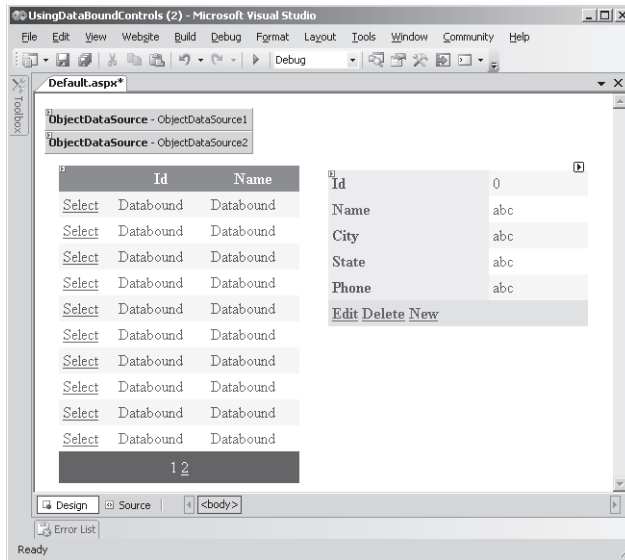 UsingDataBoundControls (2) - Microsoft Visual Studio
File Edit View Website Build Debug Format Layout Tools Window Community Help
Debug
Toolbox
Default.aspx*
ObjectDataSource - ObjectDataSource1
ObjectDataSource - ObjectDataSource2
Id Name
Select Databound Databound
Select Databound Databound
Select Databound Databound
Select Databound Databound
Select Databound Databound
Select Databound Databound
Select Databound Databound
Select Databound Databound
Select Databound Databound
Select Databound Databound
1 2
Id 0
Name abc
City abc
State abc
Phone abc
Edit Delete New
Design Source <body>
Error List
Ready